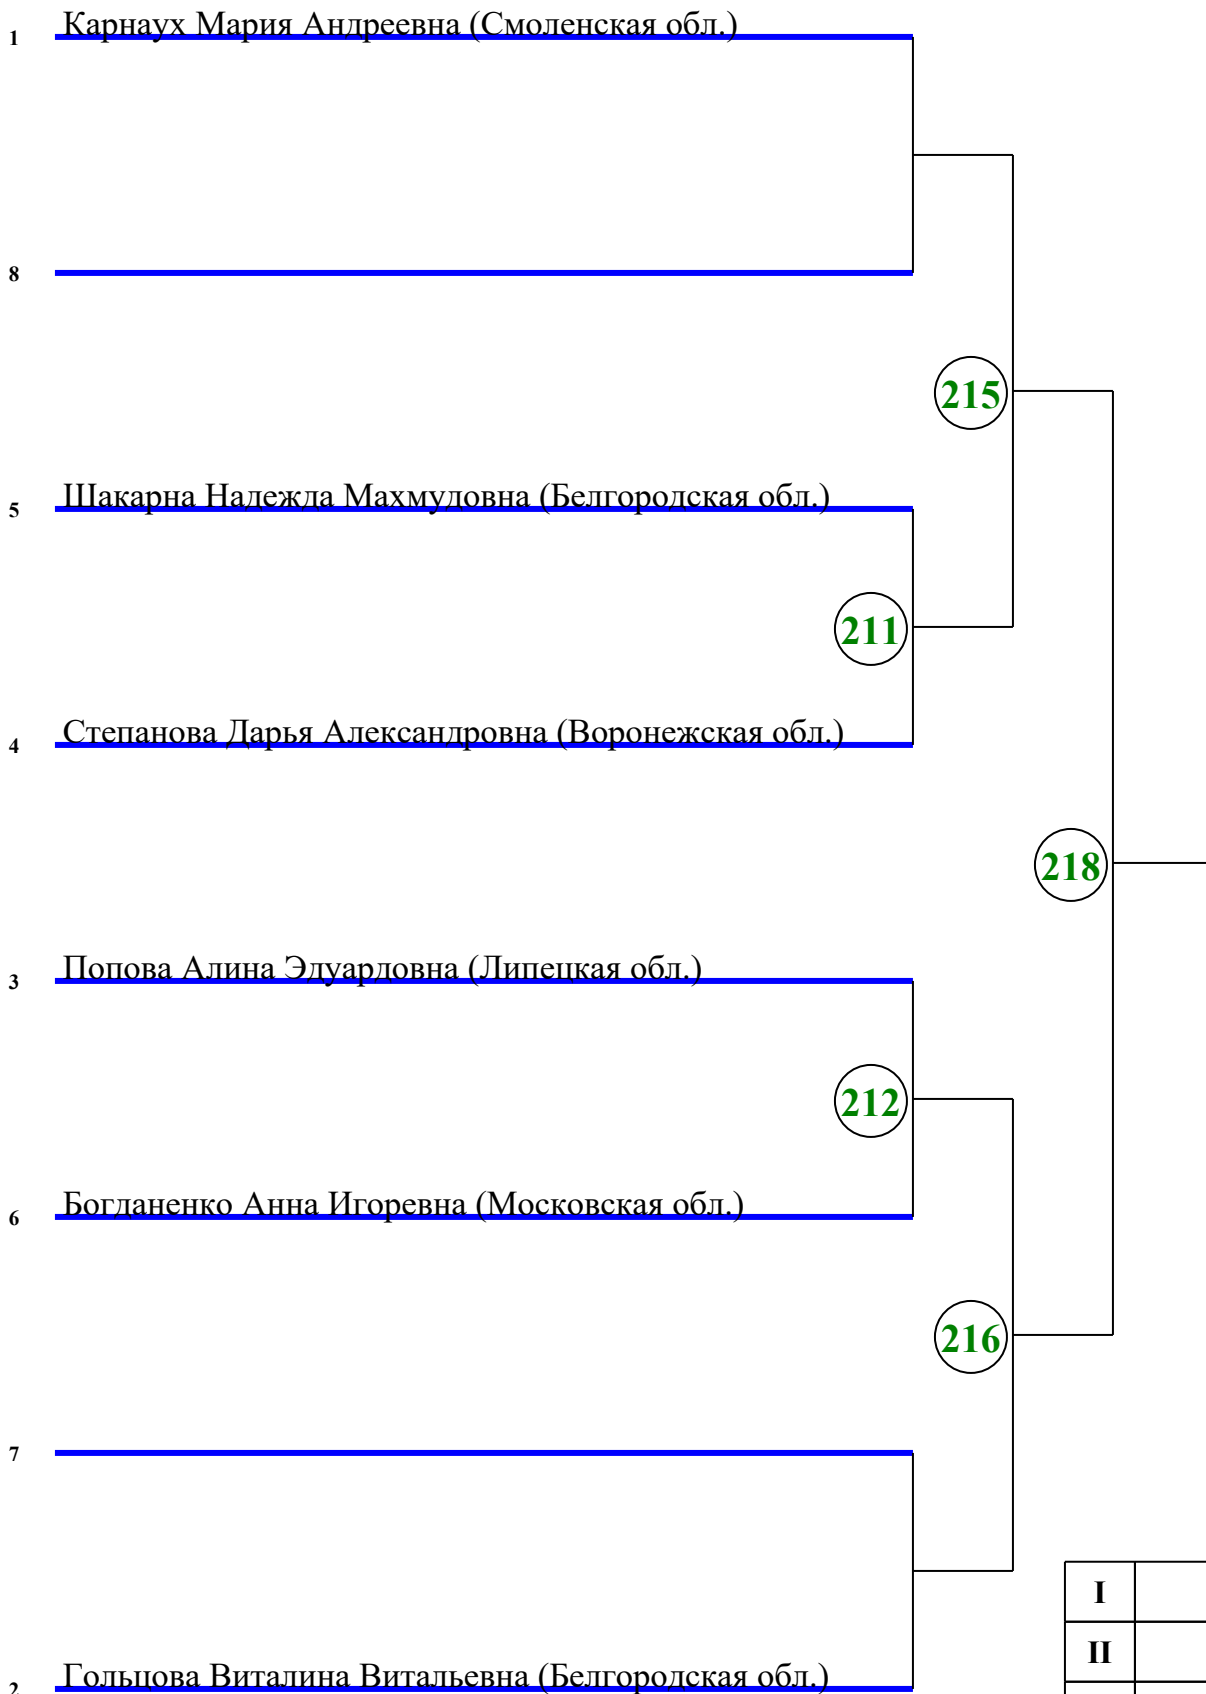 1 Карнаух Мария Андреевна (Смоленская обл.)
8
215
5 Шакарна Надежда Махмудовна (Белгородская обл.)
211
4 Степанова Дарья Александровна (Воронежская обл.)
218
3 Попова Алина Эдуардовна (Липецкая обл.)
212
6 Богданенко Анна Игоревна (Московская обл.)
216
7
I
II
2 Гольцова Виталина Витальевна (Белгородская обл.)